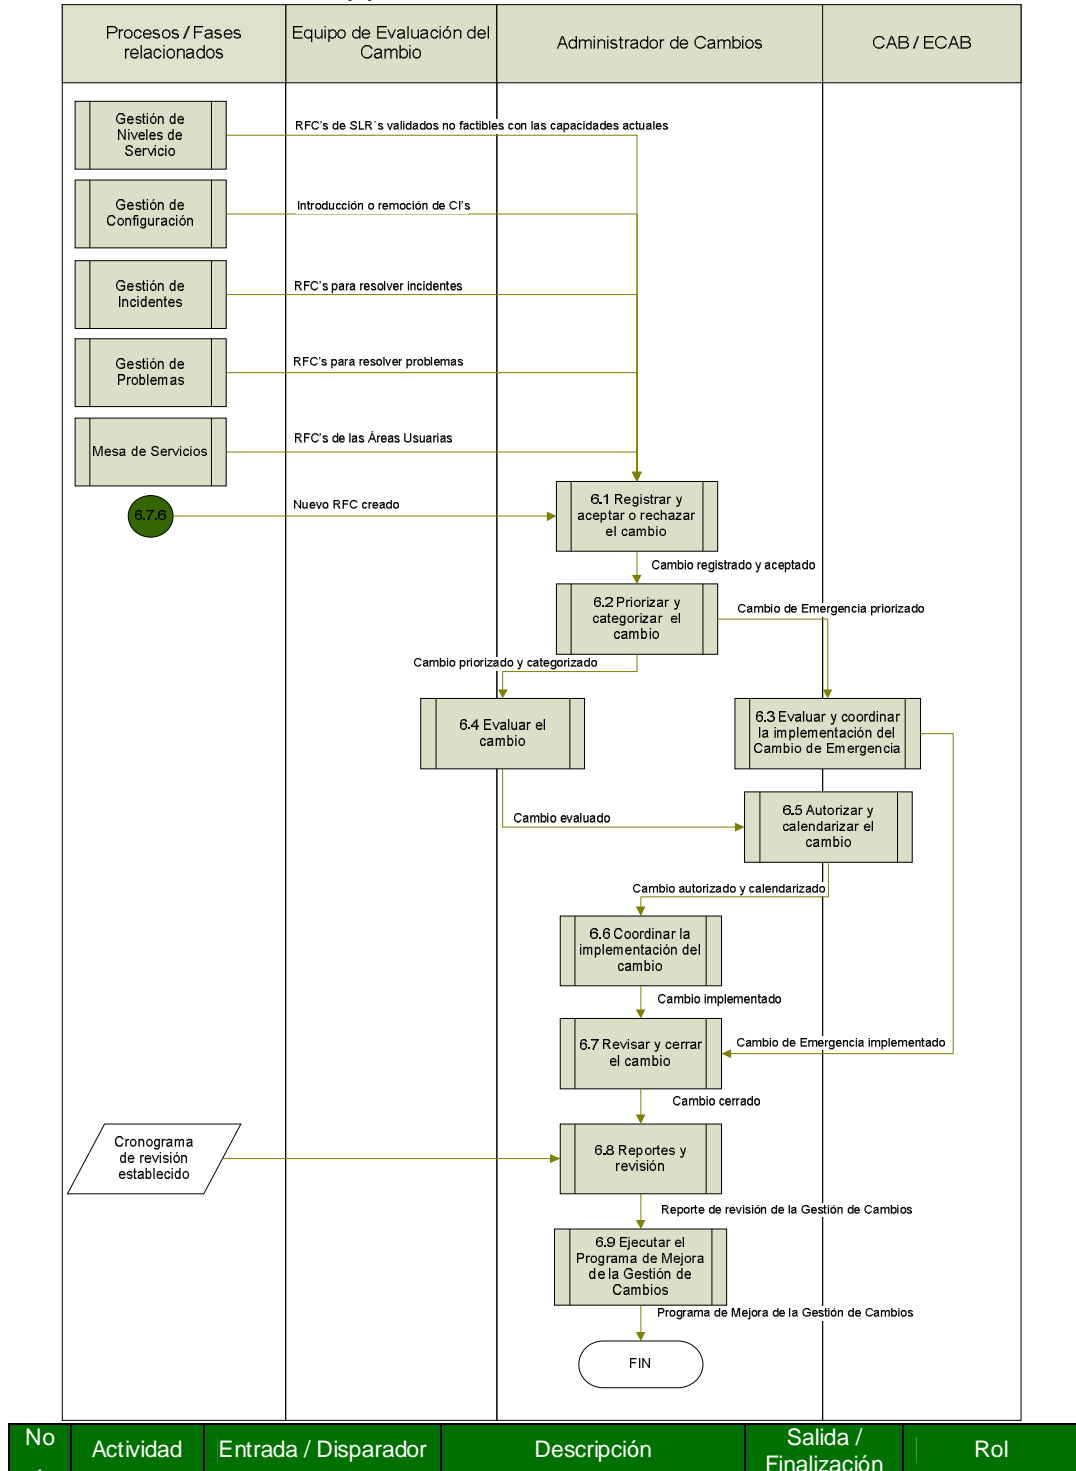 Procesos / Fases
relacionados
Equipo de Evaluación del
Cambio
Administrador de Cambios
CAB / ECAB
Gestión de
Niveles de
Servicio
RFC's de SLR´s validados no factibles con las capacidades actuales
Gestión de
Configuración
Introducción o remoción de CI's
Gestión de
Incidentes
RFC's para resolver incidentes
Gestión de
Problemas
RFC's para resolver problemas
Mesa de Servicios
RFC's de las Áreas Usuarias
6.7.6
Nuevo RFC creado
6.1 Registrar y
aceptar o rechazar
el cambio
Cambio registrado y aceptado
6.2 Priorizar y
categorizar el
cambio
Cambio de Emergencia priorizado
Cambio priorizado y categorizado
6.4 Evaluar el
cambio
6.3 Evaluar y coordinar
la implementación del
Cambio de Emergencia
Cambio evaluado
6.5 Autorizar y
calendarizar el
cambio
Cambio autorizado y calendarizado
6.6 Coordinar la
implementación del
cambio
Cambio implementado
6.7 Revisar y cerrar
el cambio
Cambio de Emergencia implementado
Cambio cerrado
Cronograma
de revisión
establecido
6.8 Reportes y
revisión
Reporte de revisión de la Gestión de Cambios
6.9 Ejecutar el
Programa de Mejora
de la Gestión de
Cambios
Programa de Mejora de la Gestión de Cambios
FIN
No
Actividad
Entrada / Disparador
Descripción
Salida /
Finalización
Rol